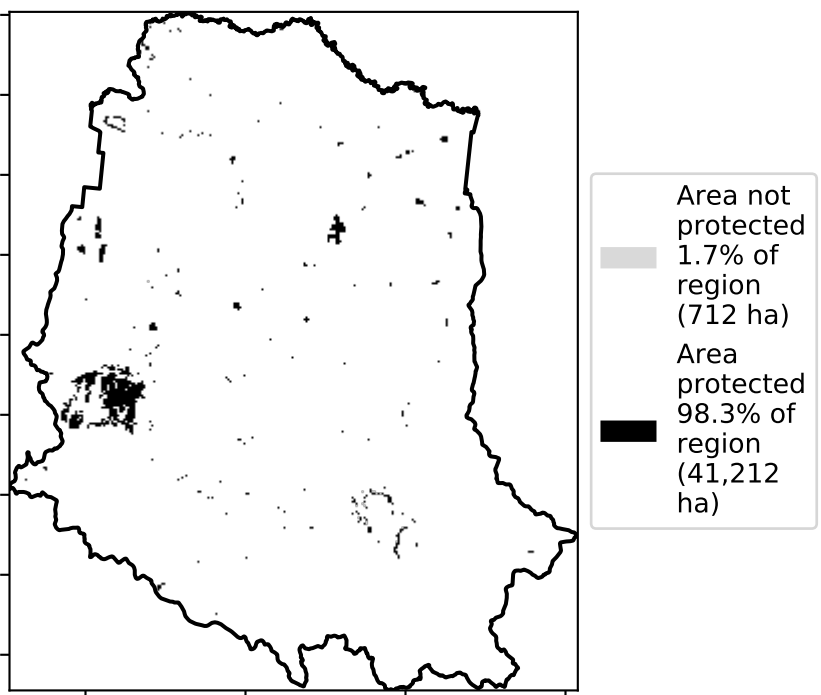 Area not
protected
1.7% of
region
(712 ha)
Area
protected
98.3% of
region
(41,212
ha)